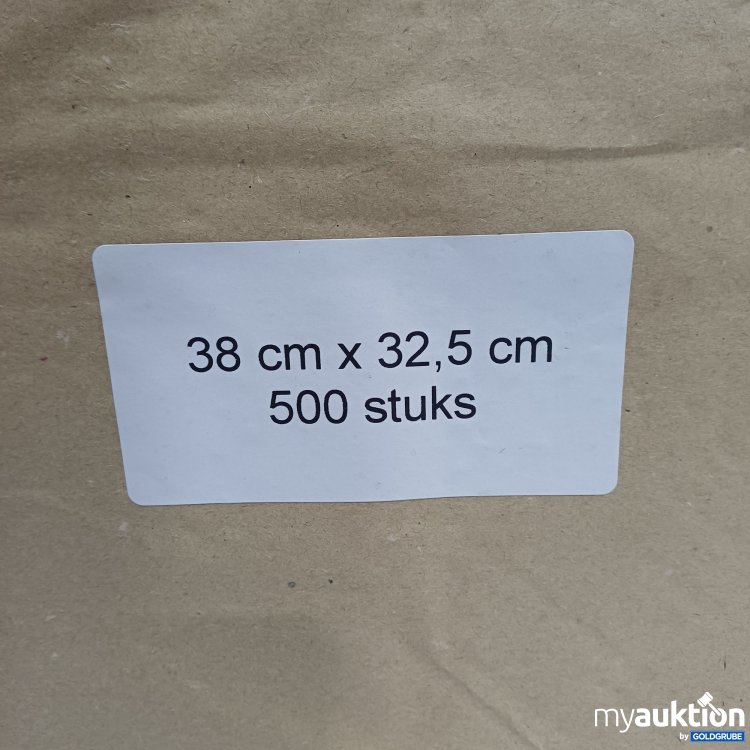 38 cm x 32,5 cm
500 stuks
myauktion
by GOLDGRUBE